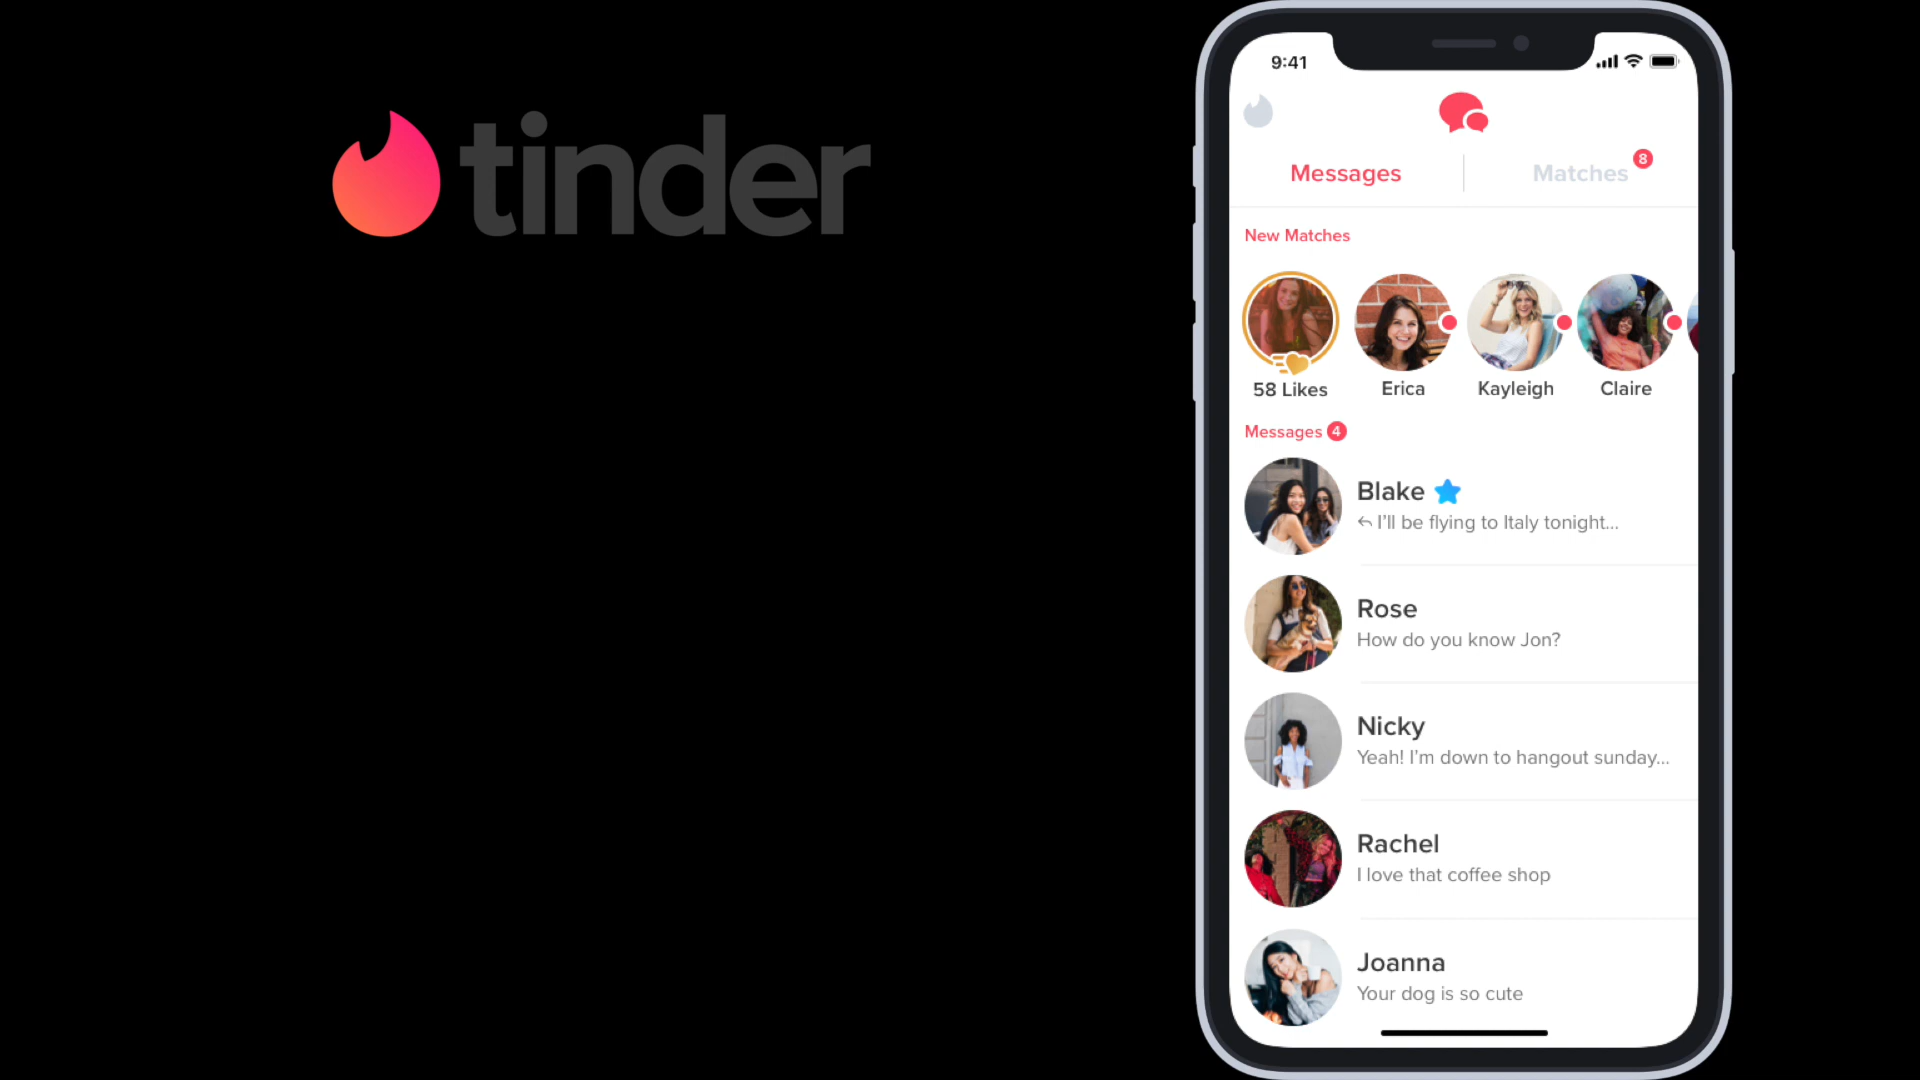 tinder
9:41
Messages
Matches 8
New Matches
58 Likes
Erica
Kayleigh
Claire
Messages 4
Blake
I'll be flying to Italy tonight...
Rose
How do you know Jon?
Nicky
Yeah! I'm down to hangout sunday...
Rachel
I love that coffee shop
Joanna
Your dog is so cute